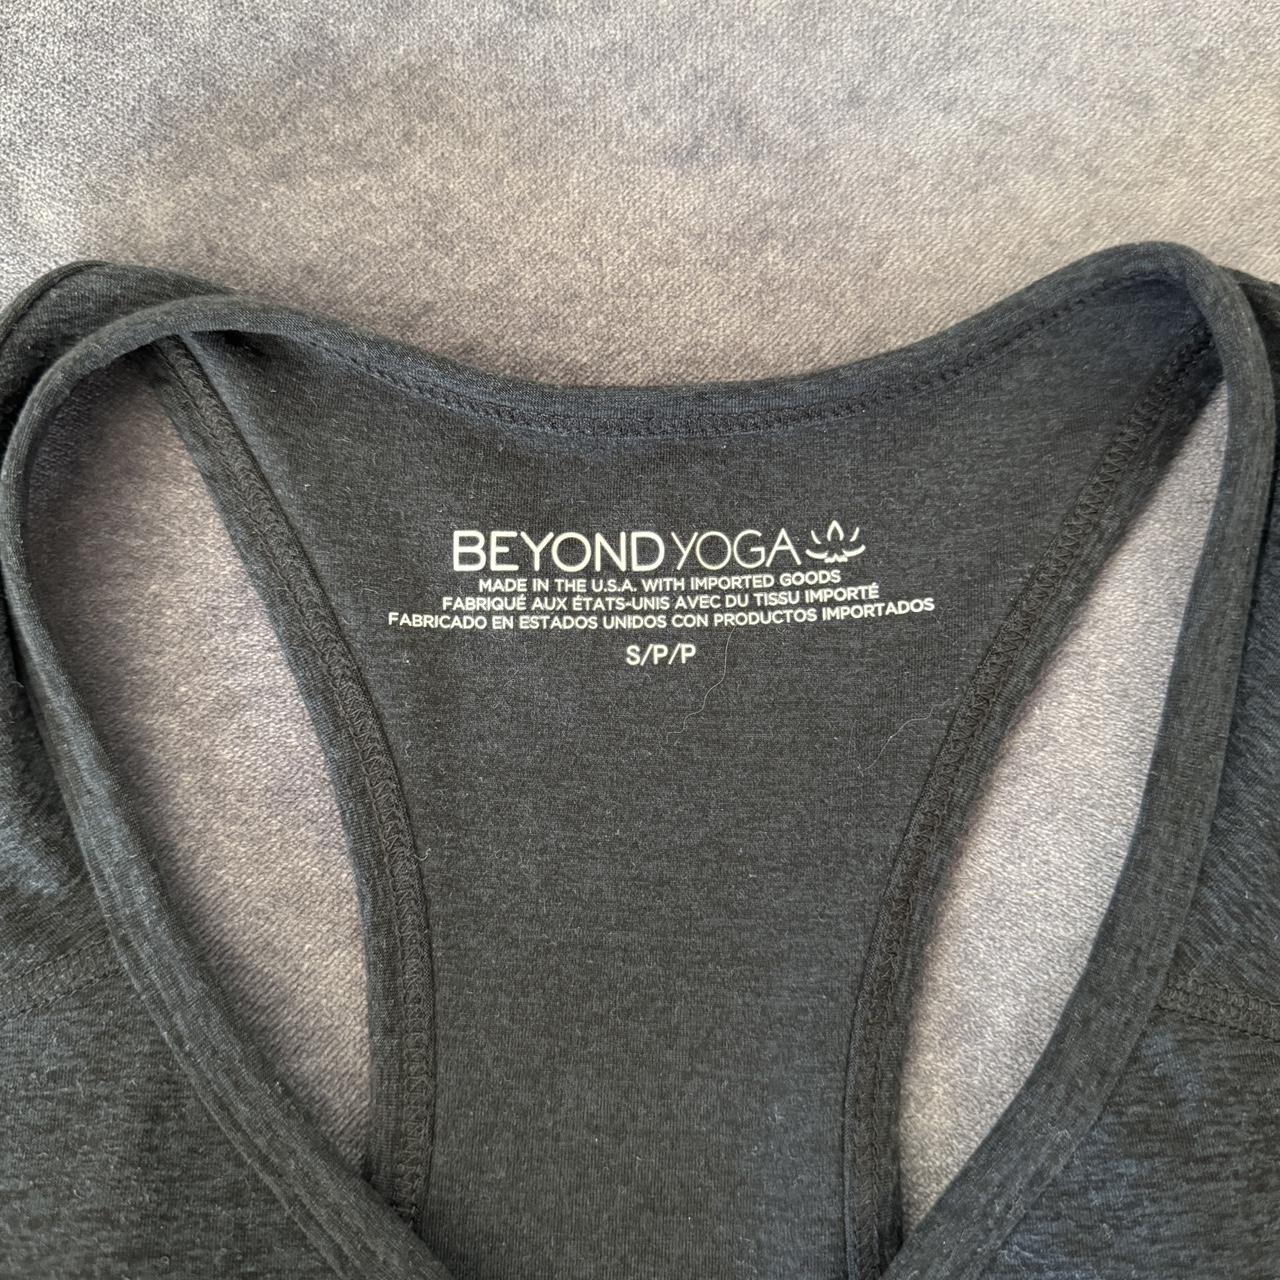 BEYOND YOGA
MADE IN THE U.S.A. WITH IMPORTED GOODS
FABRIQUÉ AUX ÉTATS-UNIS AVEC DU TISSU IMPORTÉ
FABRICADO EN ESTADOS UNIDOS CON PRODUCTOS IMPORTADOS
S/P/P